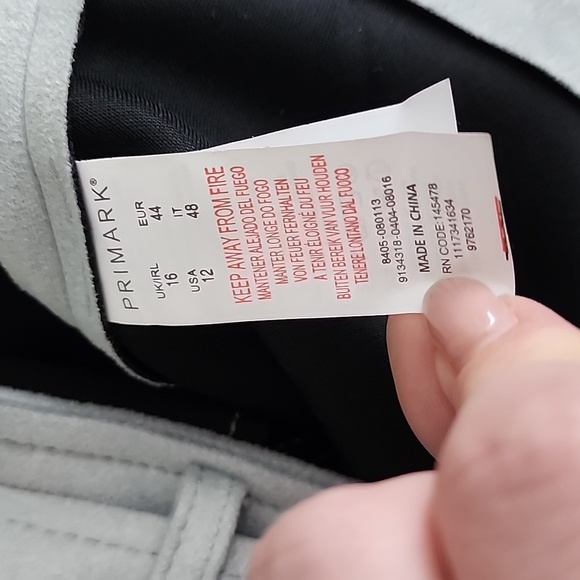 PRIMARK®
EUR
44
IT
48
UK/IRL
16
USA
12
KEEP AWAY FROM FIRE
MANTENER ALEJADO DEL FUEGO
MANTER LONGE DO FOGO
VON FEUER FERNHALTEN
A TENIR ÉLOIGNÉ DU FEU
BUITEN BEREIK VAN VUUR HOUDEN
TENERE LONTANO DAL FUOCO
8405-080113
9134318-0404-08016
MADE IN CHINA
RN CODE:145478
1117341634
9762170